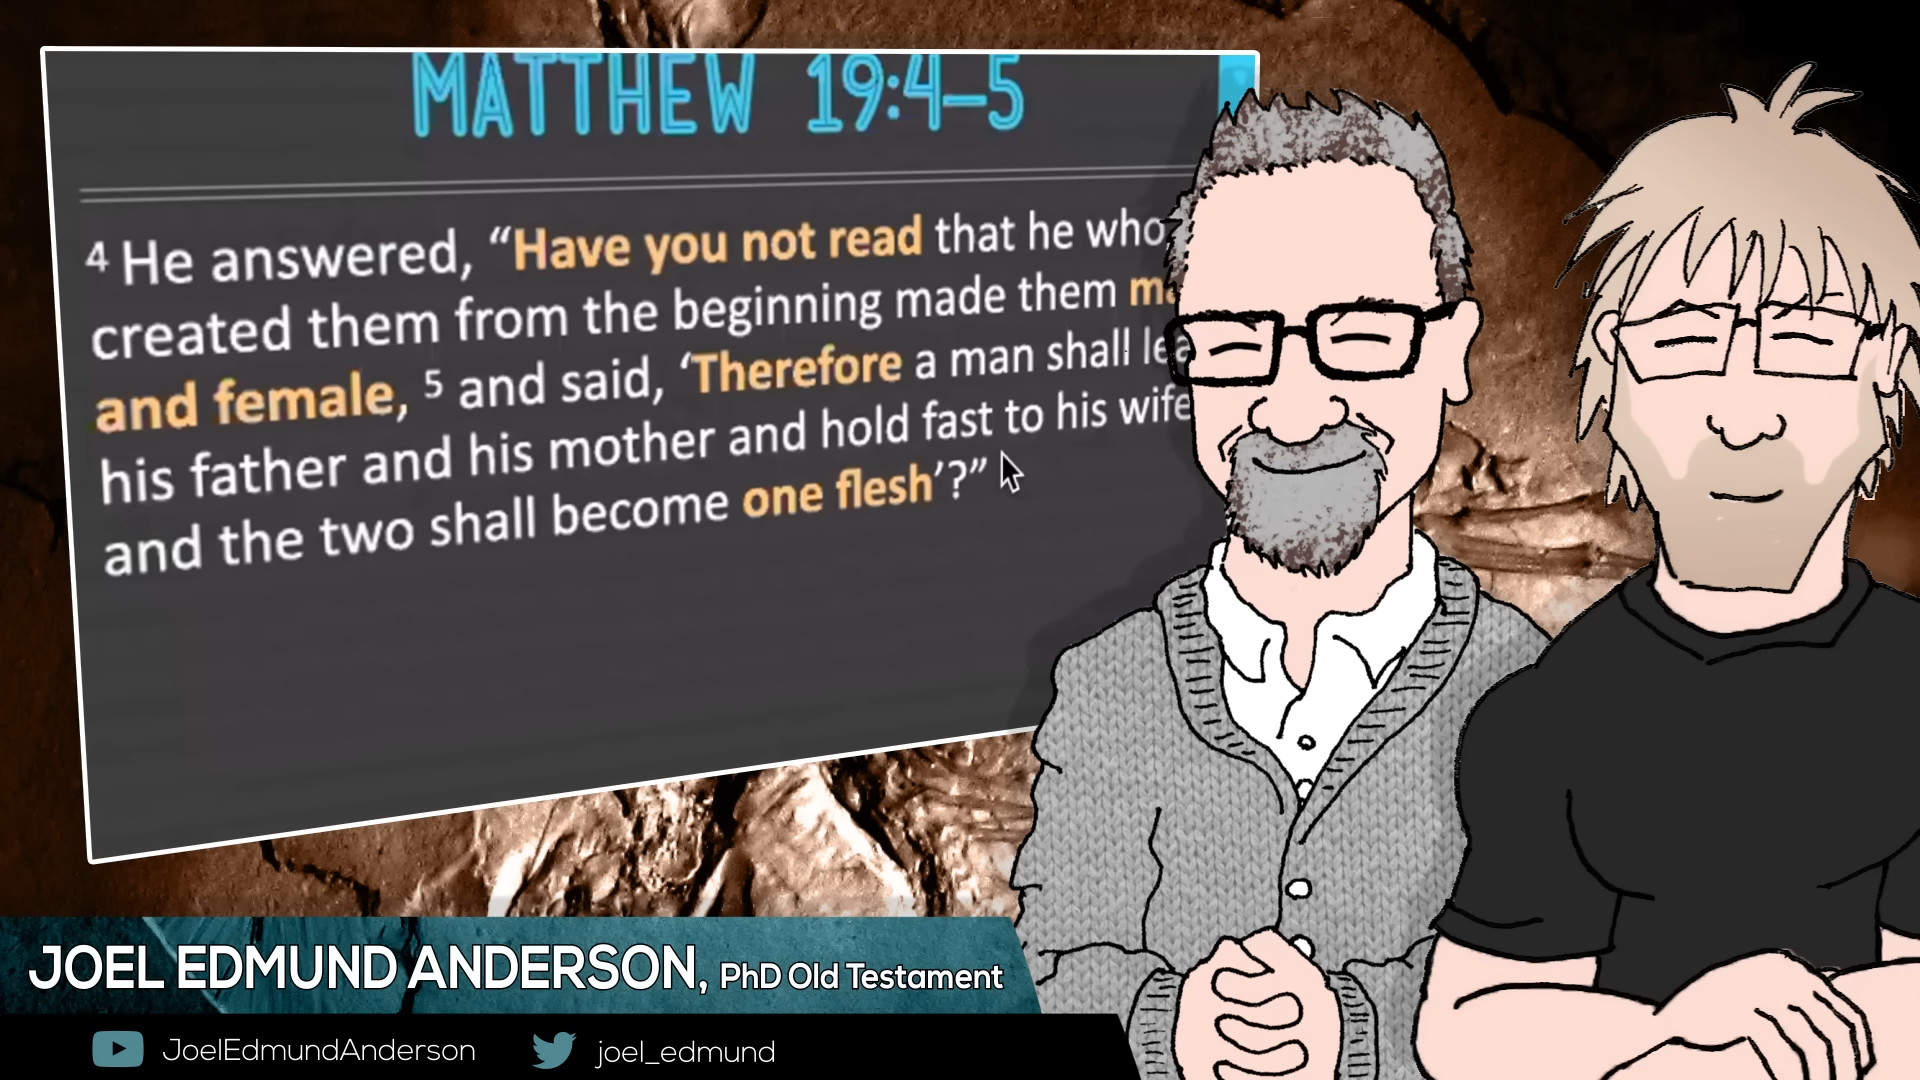 MATTHEW 19:4–5
4 He answered, “Have you not read that he who
created them from the beginning made them
and female, 5 and said, ‘Therefore a man shall
his father and his mother and hold fast to his wife
and the two shall become one flesh’?”
JOEL EDMUND ANDERSON, PhD Old Testament
JoelEdmundAnderson
joel_edmund